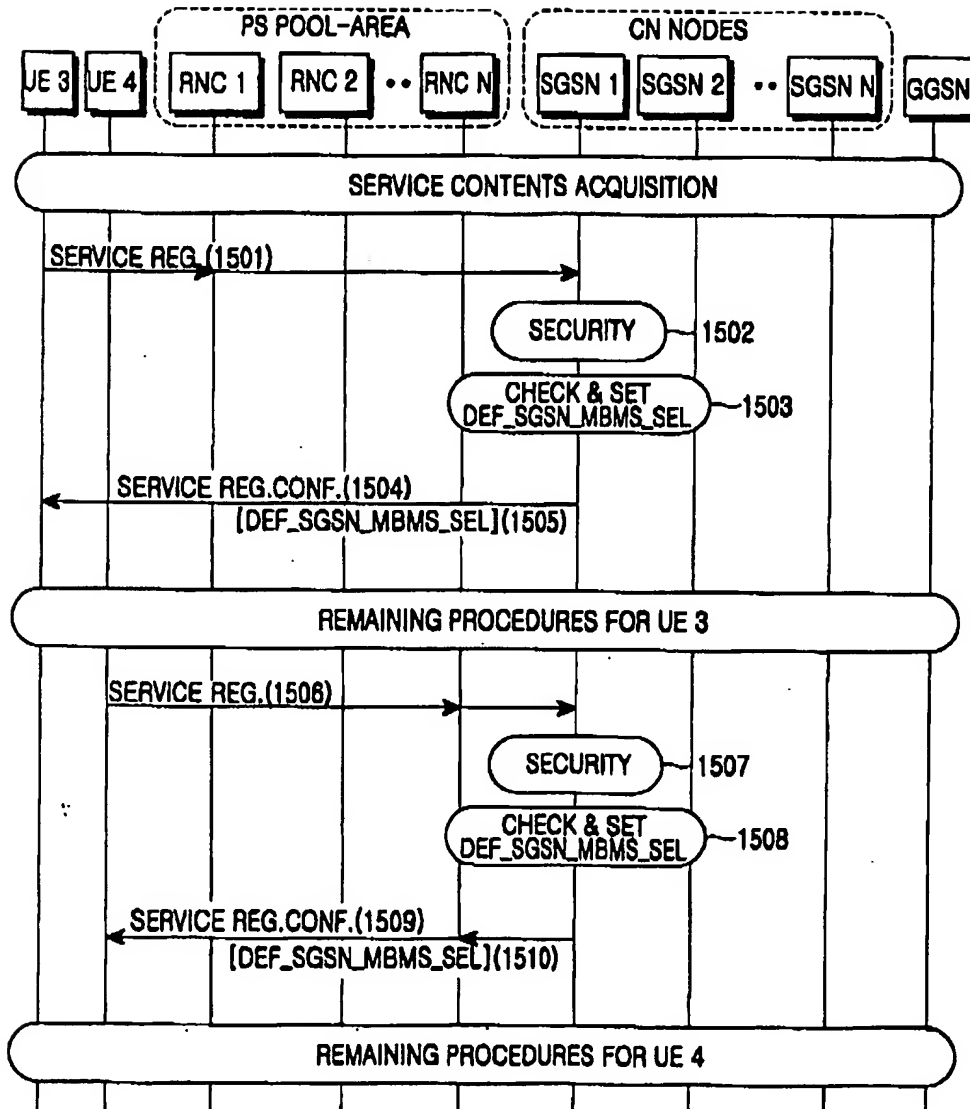 PS POOL-AREA
CN NODES
UE 3
UE 4
RNC 1
RNC 2
••
RNC N
SGSN 1
SGSN 2
••
SGSN N
GGSN
SERVICE CONTENTS ACQUISITION
SERVICE REG.(1501)
SECURITY
1502
CHECK & SET
DEF_SGSN_MBMS_SEL
1503
SERVICE REG.CONF.(1504)
[DEF_SGSN_MBMS_SEL](1505)
REMAINING PROCEDURES FOR UE 3
SERVICE REG.(1506)
SECURITY
1507
CHECK & SET
DEF_SGSN_MBMS_SEL
1508
SERVICE REG.CONF.(1509)
[DEF_SGSN_MBMS_SEL](1510)
REMAINING PROCEDURES FOR UE 4